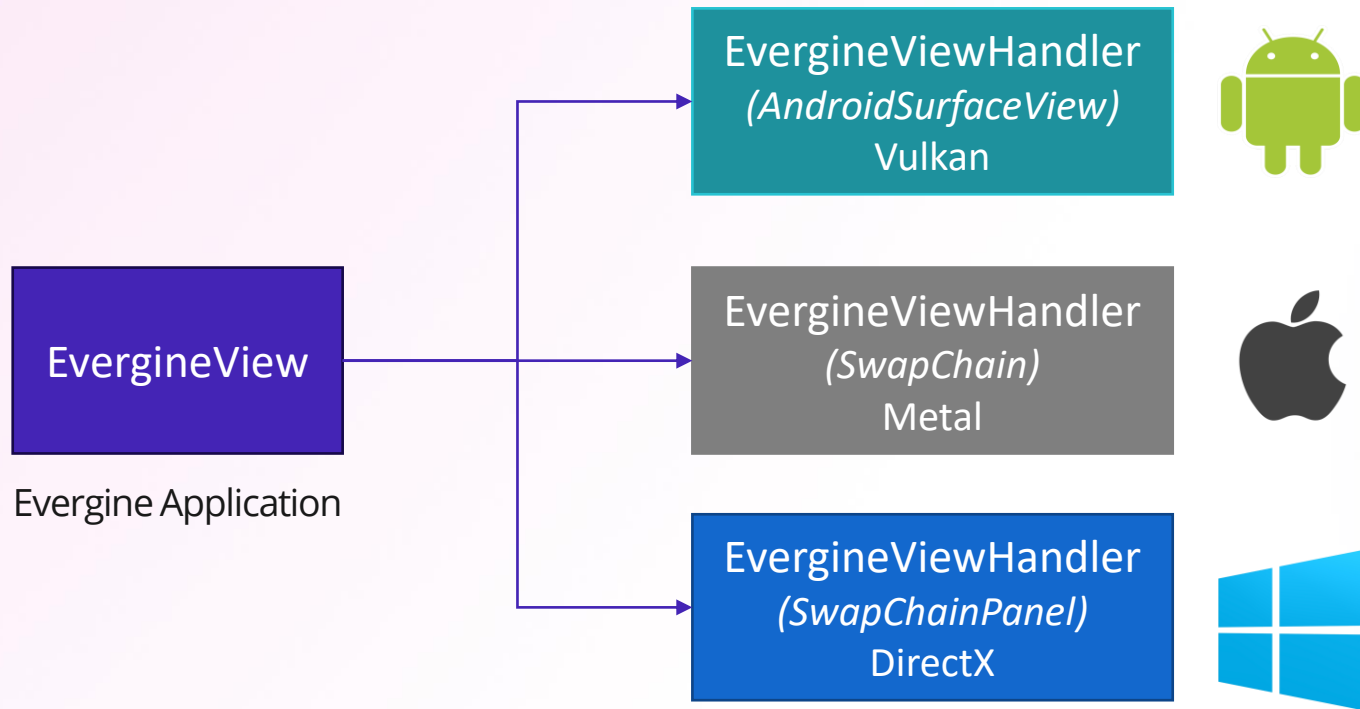 EvergineView
Evergine Application
EvergineViewHandler
(AndroidSurfaceView)
Vulkan
EvergineViewHandler
(SwapChain)
Metal
EvergineViewHandler
(SwapChainPanel)
DirectX